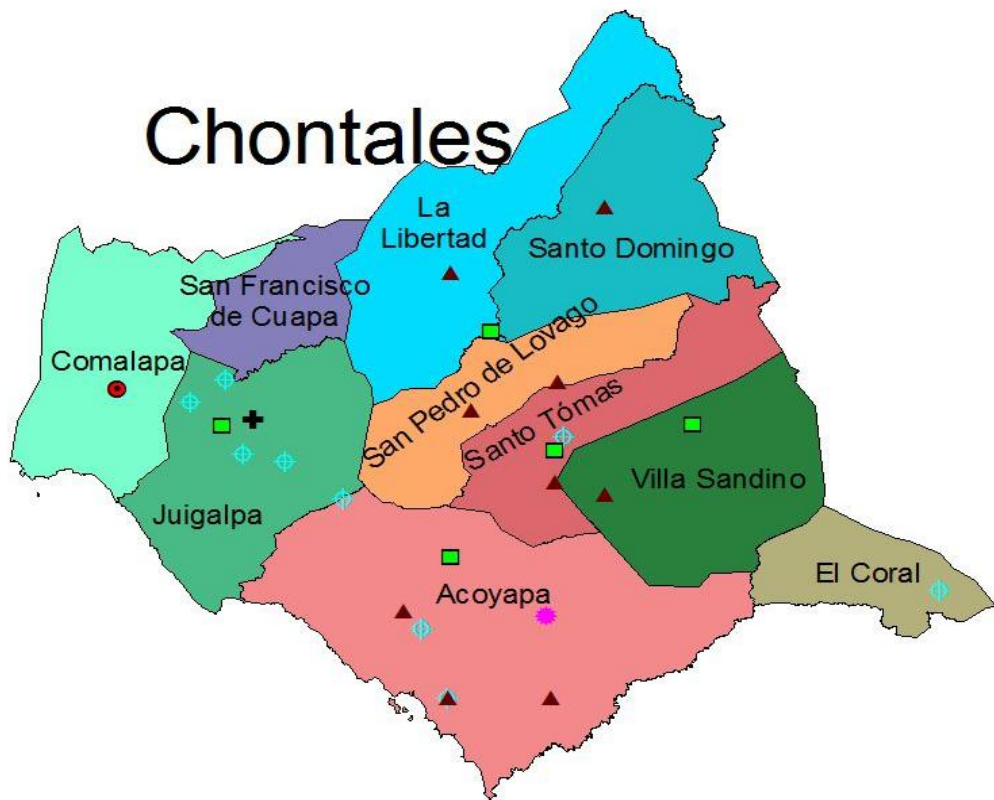 Chontales
La
Libertad
Santo Domingo
San Francisco
de Cuapa
Comalapa
San Pedro de Lovago
Santo Tómas
Villa Sandino
Juigalpa
El Coral
Acoyapa